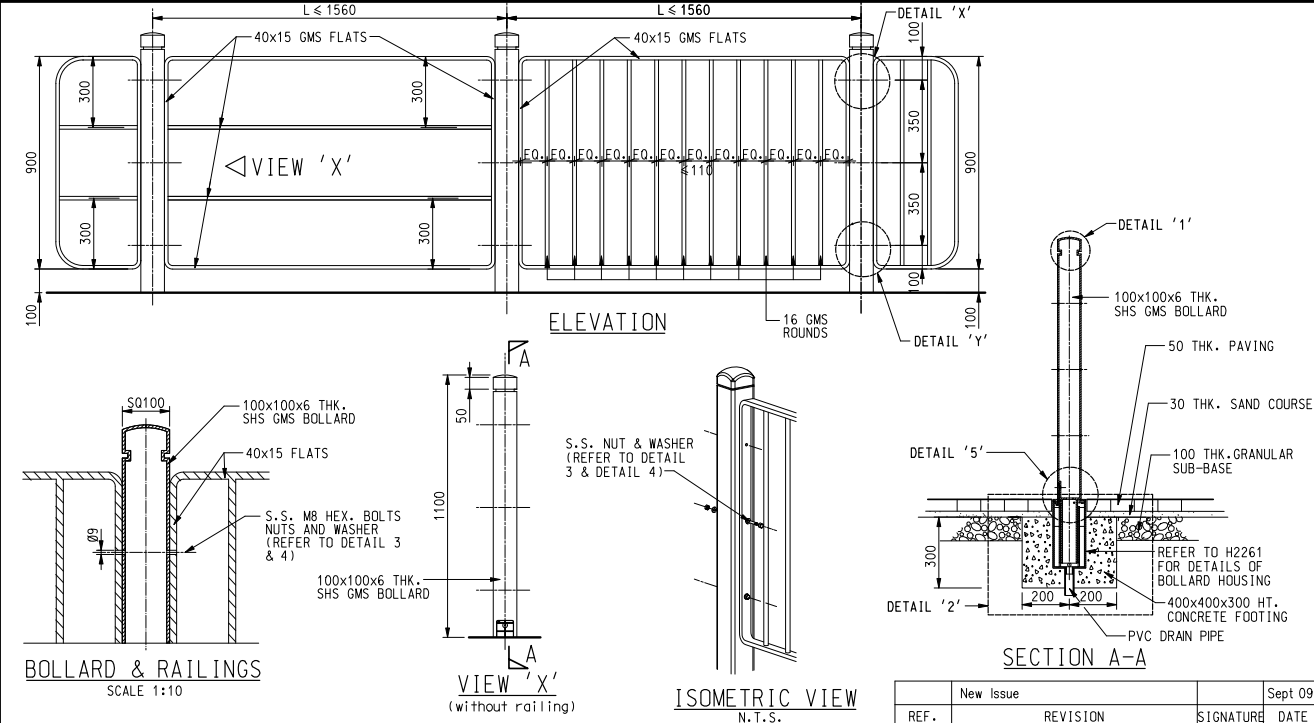 L ≤ 1560
L ≤ 1560
DETAIL 'X'
40x15 GMS FLATS
40x15 GMS FLATS
100
300
300
350
900
VIEW 'X'
EQ. EQ. EQ. EQ. EQ. EQ. EQ. EQ. EQ. EQ. EQ. EQ.
≤110
900
350
300
300
100
100
100
16 GMS
ROUNDS
ELEVATION
DETAIL 'Y'
DETAIL '1'
100x100x6 THK.
SHS GMS BOLLARD
50 THK. PAVING
30 THK. SAND COURSE
100 THK.GRANULAR
SUB-BASE
DETAIL '5'
300
REFER TO H2261
FOR DETAILS OF
BOLLARD HOUSING
200
200
DETAIL '2'
400x400x300 HT.
CONCRETE FOOTING
PVC DRAIN PIPE
SECTION A-A
SQ100
100x100x6 THK.
SHS GMS BOLLARD
40x15 FLATS
S.S. M8 HEX. BOLTS
NUTS AND WASHER
(REFER TO DETAIL 3
& 4)
Ø9
BOLLARD & RAILINGS
SCALE 1:10
A
50
1100
100x100x6 THK.
SHS GMS BOLLARD
A
VIEW 'X'
(without railing)
S.S. NUT & WASHER
(REFER TO DETAIL
3 & DETAIL 4)
ISOMETRIC VIEW
N.T.S.
New Issue
Sept 09
REF.
REVISION
SIGNATURE
DATE